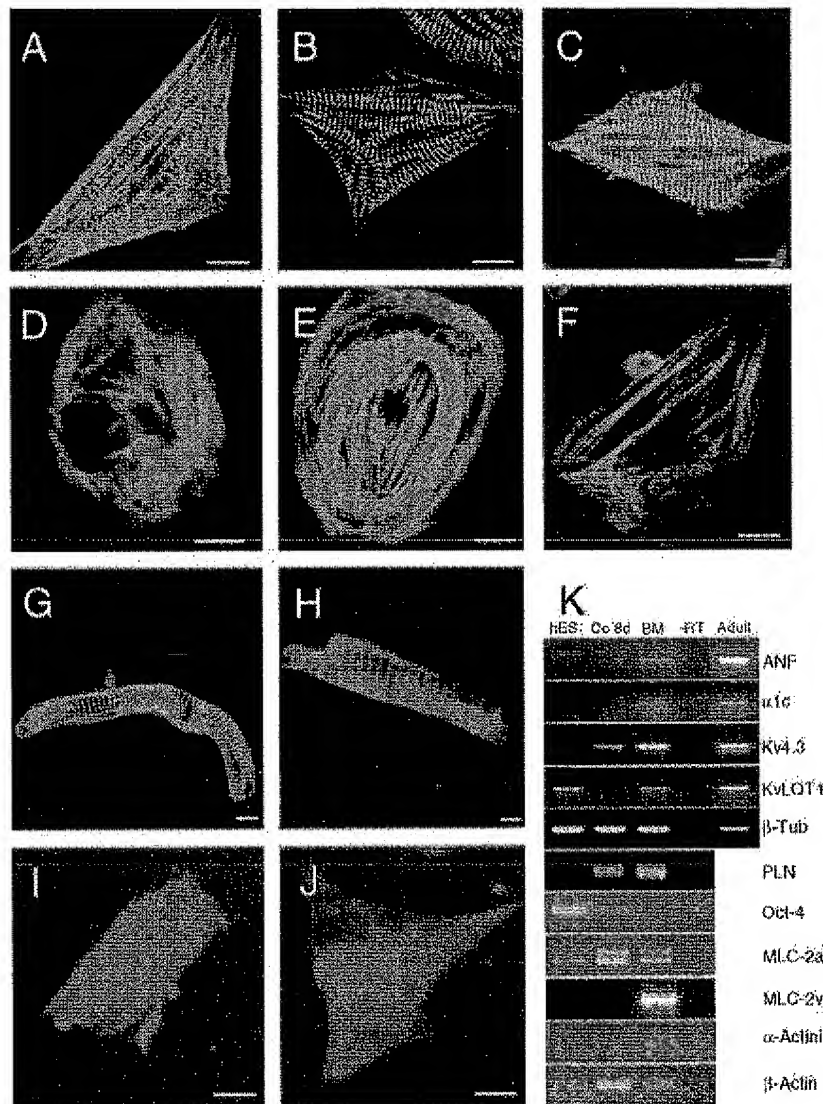 A
B
C
D
E
F
G
H
K
hES Co 8d BM -RT Adult
ANF
α1c
Kv4.3
KvLQT1
β-Tub
I
J
PLN
Oct-4
MLC-2a
MLC-2v
α-Actini
β-Actin